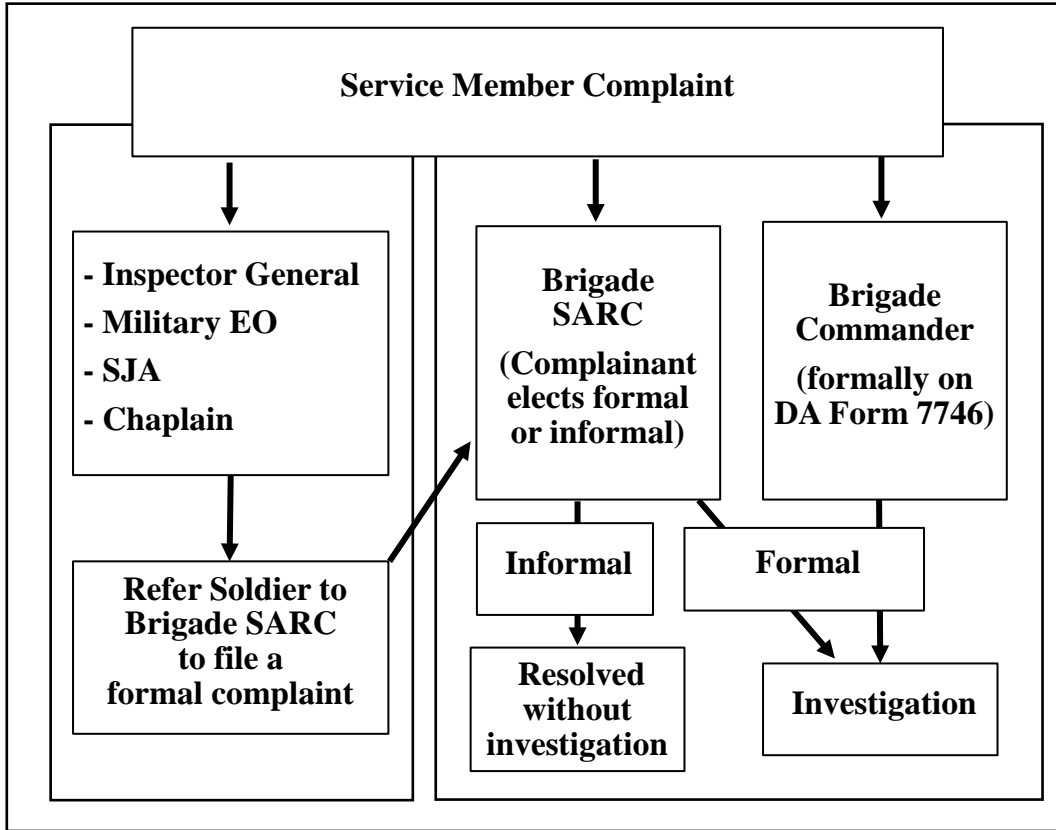 Service Member Complaint
- Inspector General
- Military EO
- SJA
- Chaplain
Refer Soldier to
Brigade SARC
to file a
formal complaint
Brigade
SARC
(Complainant
elects formal
or informal)
Brigade
Commander
(formally on
DA Form 7746)
Informal
Formal
Resolved
without
investigation
Investigation